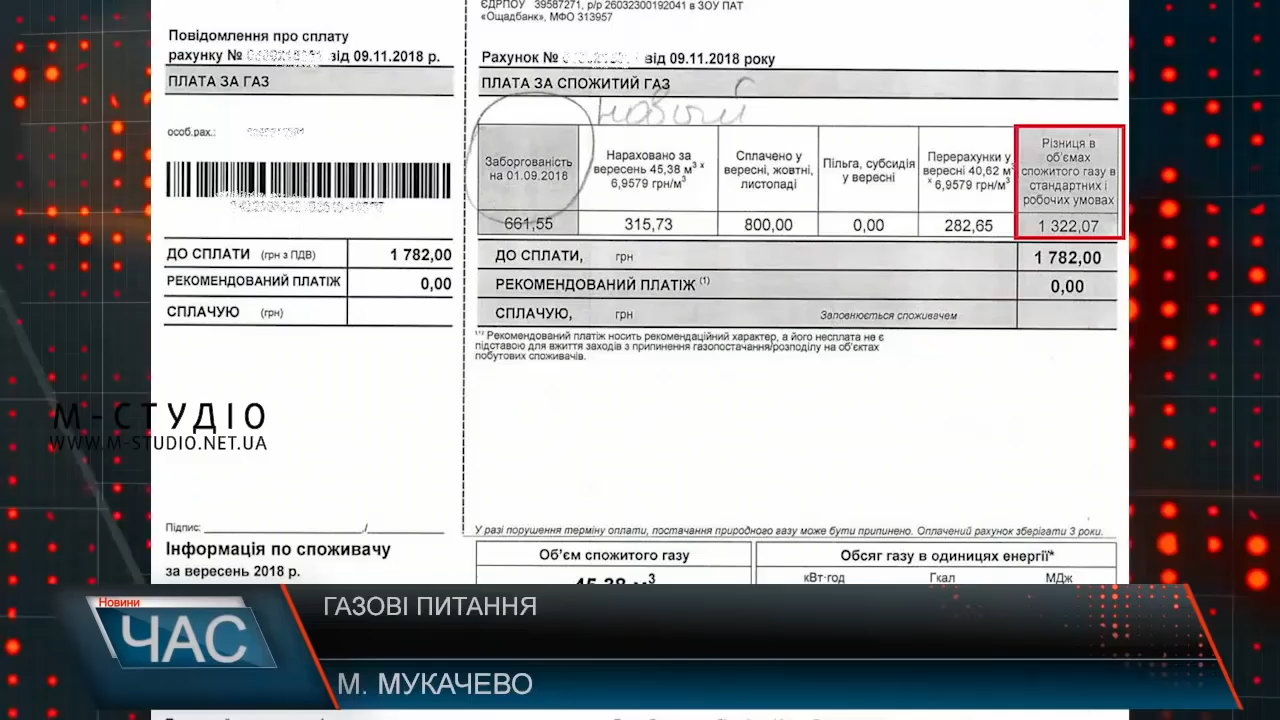 ЄДРПОУ 39587271, р/р 26032300192041 в ЗОУ ПАТ
«Ощадбанк», МФО 313957
Повідомлення про сплату
рахунку № від 09.11.2018 р.
ПЛАТА ЗА ГАЗ
особ.рах.:
ДО СПЛАТИ (грн з ПДВ) 1 782,00
РЕКОМЕНДОВАНИЙ ПЛАТІЖ 0,00
СПЛАЧУЮ (грн)
Рахунок № від 09.11.2018 року
ПЛАТА ЗА СПОЖИТИЙ ГАЗ
новый
Заборгованість
на 01.09.2018
661,55
Нараховано за
вересень 45,38 м³ х
6,9579 грн/м³
315,73
Сплачено у
вересні, жовтні,
листопаді
800,00
Пільга, субсидія
у вересні
0,00
Перерахунки у
вересні 40,62 м³
х 6,9579 грн/м³
282,65
Різниця в
об'ємах
спожитого газу в
стандартних і
робочих умовах
1 322,07
ДО СПЛАТИ, грн 1 782,00
РЕКОМЕНДОВАНИЙ ПЛАТІЖ (1) 0,00
СПЛАЧУЮ, грн Заповнюється споживачем
(1) Рекомендований платіж носить рекомендаційний характер, а його несплата не є
підставою для вжиття заходів з припинення газопостачання/розподілу на об'єктах
побутових споживачів.
М-СТУДІО
WWW.M-STUDIO.NET.UA
Підпис: /
Інформація по споживачу
за вересень 2018 р.
У разі порушення терміну оплати, постачання природного газу може бути припинено. Оплачений рахунок зберігати 3 роки.
Об'єм спожитого газу
45,38 м³
Обсяг газу в одиницях енергії*
кВт·год Гкал МДж
Новини
ЧАС
ГАЗОВІ ПИТАННЯ
М. МУКАЧЕВО